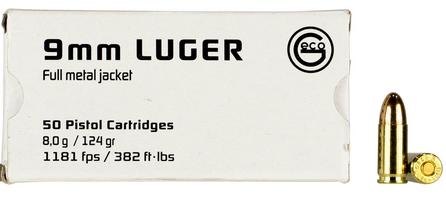 9mm LUGER
Geco
Full metal jacket
50 Pistol Cartridges
8,0 g / 124 gr
1181 fps / 382 ft·lbs